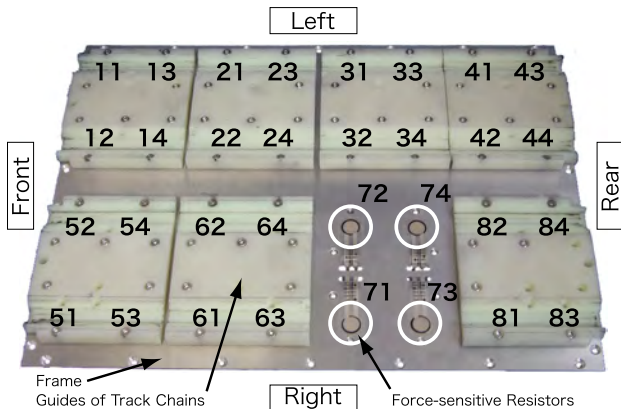 Left
11 13 21 23 31 33 41 43
12 14 22 24 32 34 42 44
Front
Rear
72 74
52 54 62 64 82 84
71 73
51 53 61 63 81 83
Frame
Guides of Track Chains
Right
Force-sensitive Resistors